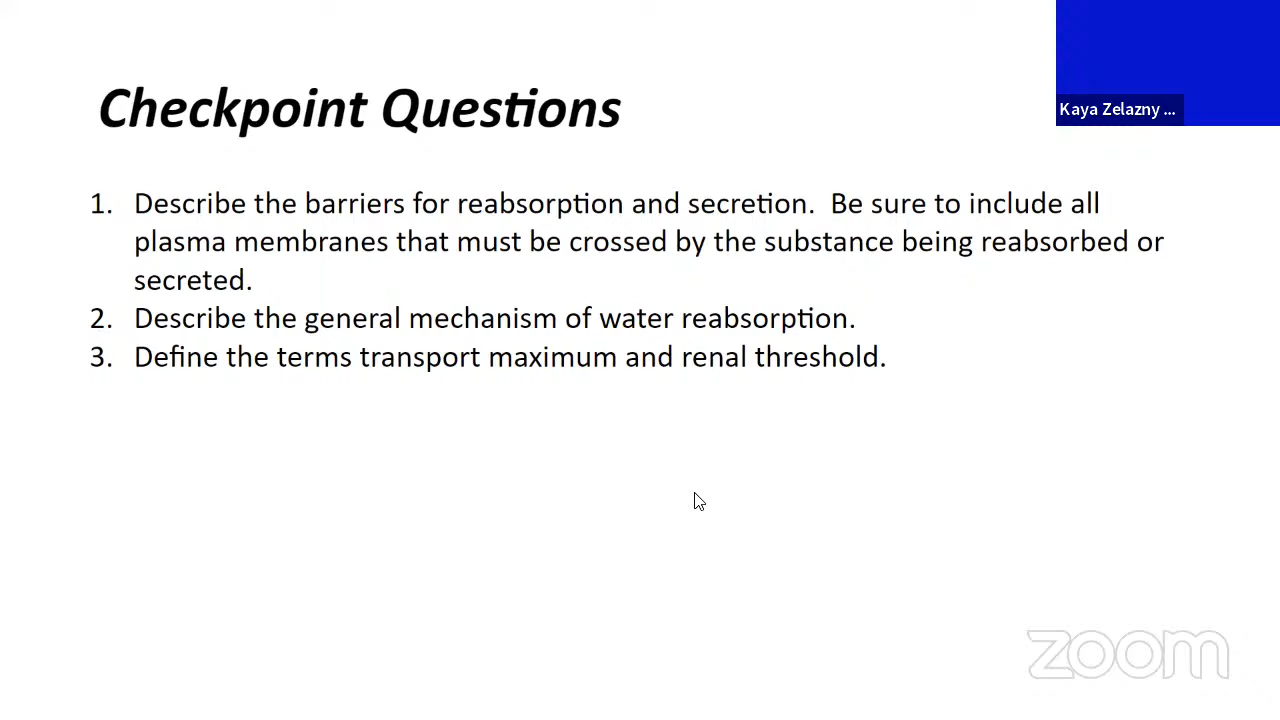 Checkpoint Questions
Kaya Zelazny ...
1. Describe the barriers for reabsorption and secretion.  Be sure to include all
plasma membranes that must be crossed by the substance being reabsorbed or
secreted.
2. Describe the general mechanism of water reabsorption.
3. Define the terms transport maximum and renal threshold.
zoom